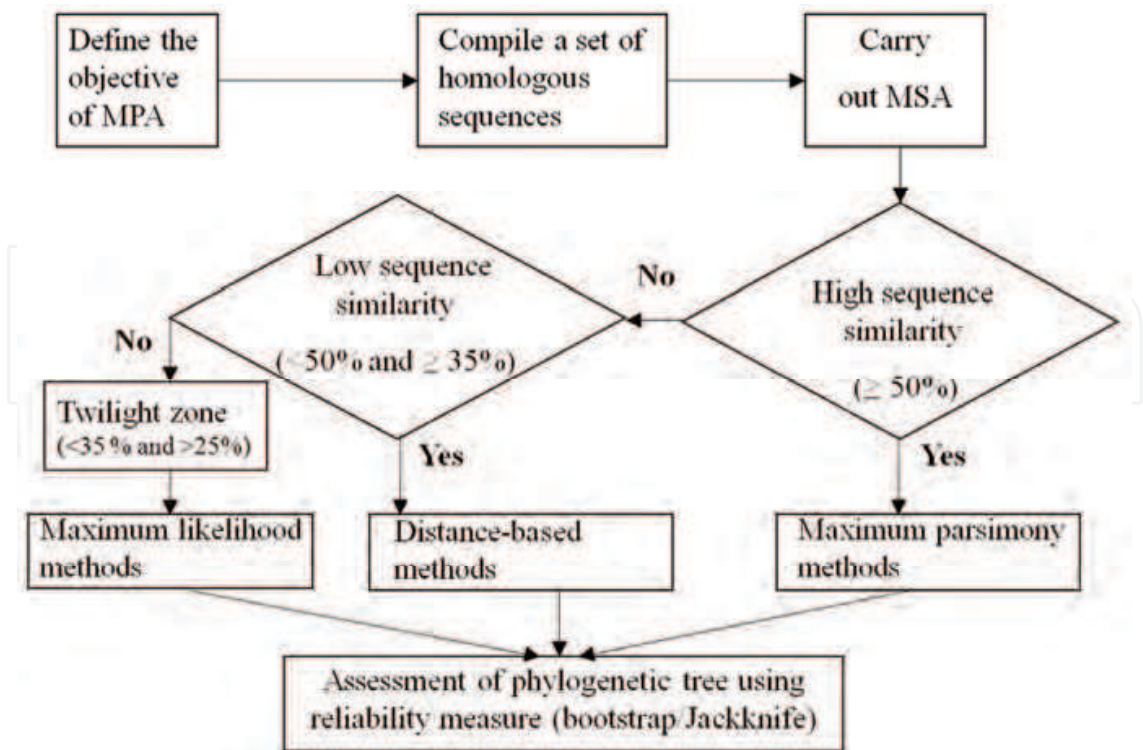 Define the
objective
of MPA
Compile a set of
homologous
sequences
Carry
out MSA
High sequence
similarity
(≥ 50%)
No
Low sequence
similarity
(<50% and ≥ 35%)
No
Twilight zone
(<35% and >25%)
Yes
Yes
Maximum likelihood
methods
Distance-based
methods
Maximum parsimony
methods
Assessment of phylogenetic tree using
reliability measure (bootstrap/Jackknife)